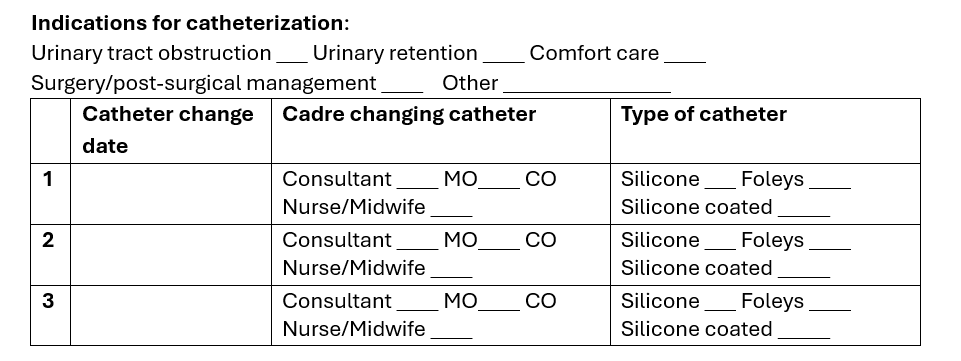 Indications for catheterization:
Urinary tract obstruction ___ Urinary retention ____ Comfort care ____
Surgery/post-surgical management ____ Other ________________
Catheter change date
Cadre changing catheter
Type of catheter
1
Consultant ____ MO____ CO
Nurse/Midwife ____
Silicone ___ Foleys ____
Silicone coated _____
2
Consultant ____ MO____ CO
Nurse/Midwife ____
Silicone ___ Foleys ____
Silicone coated _____
3
Consultant ____ MO____ CO
Nurse/Midwife ____
Silicone ___ Foleys ____
Silicone coated _____